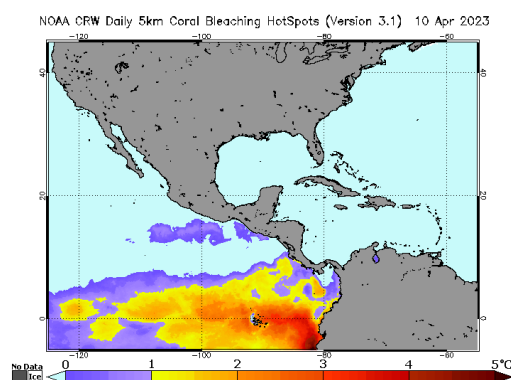 NOAA CRW Daily 5km Coral Bleaching HotSpots (Version 3.1) 10 Apr 2023
-120 -100 -80 -60
40 40
20 20
0 0
-120 -100 -80 -60
No Data
Ice
0 1 2 3 4 5°C